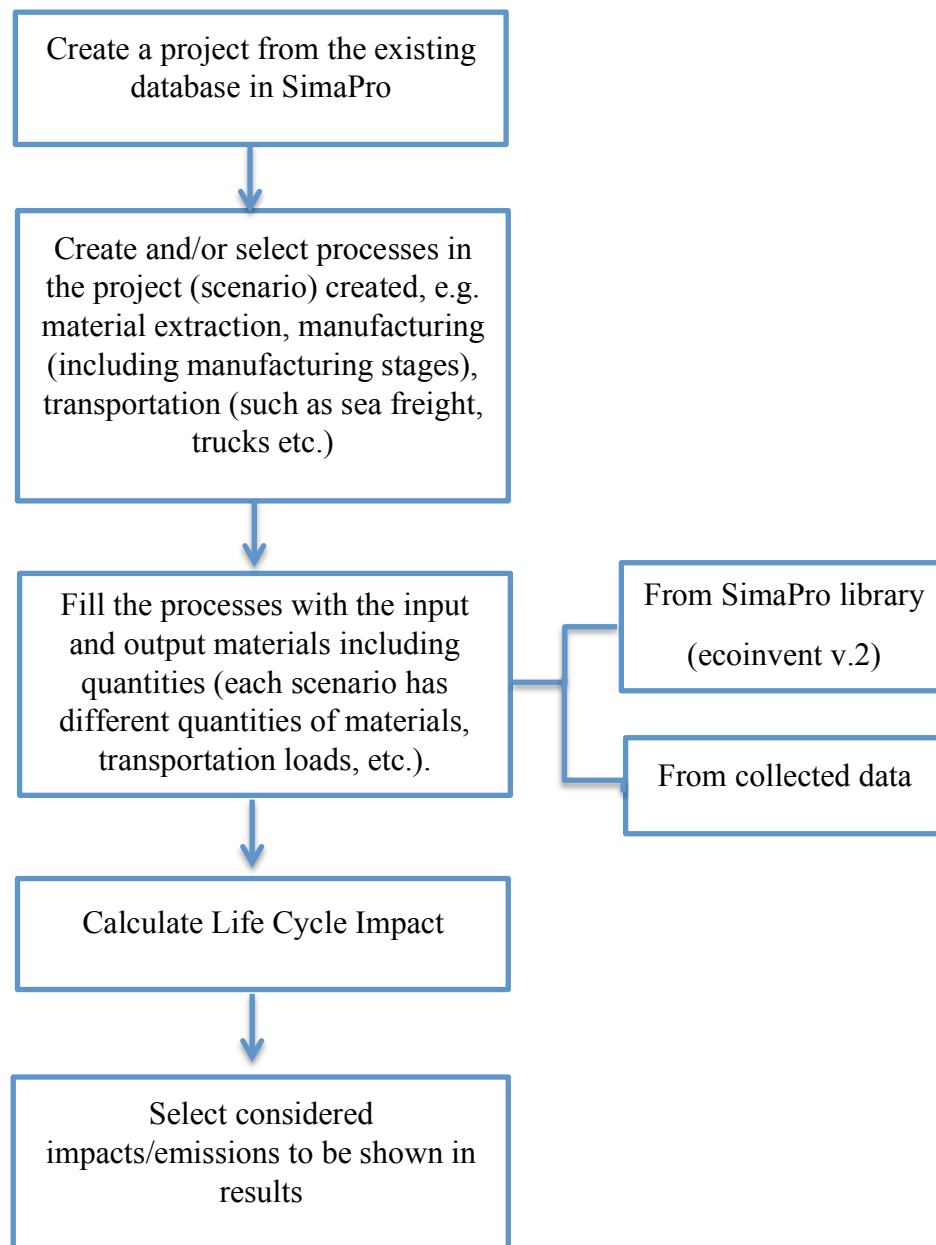 Create a project from the existing
database in SimaPro
Create and/or select processes in
the project (scenario) created, e.g.
material extraction, manufacturing
(including manufacturing stages),
transportation (such as sea freight,
trucks etc.)
Fill the processes with the input
and output materials including
quantities (each scenario has
different quantities of materials,
transportation loads, etc.).
From SimaPro library
(ecoinvent v.2)
From collected data
Calculate Life Cycle Impact
Select considered
impacts/emissions to be shown in
results